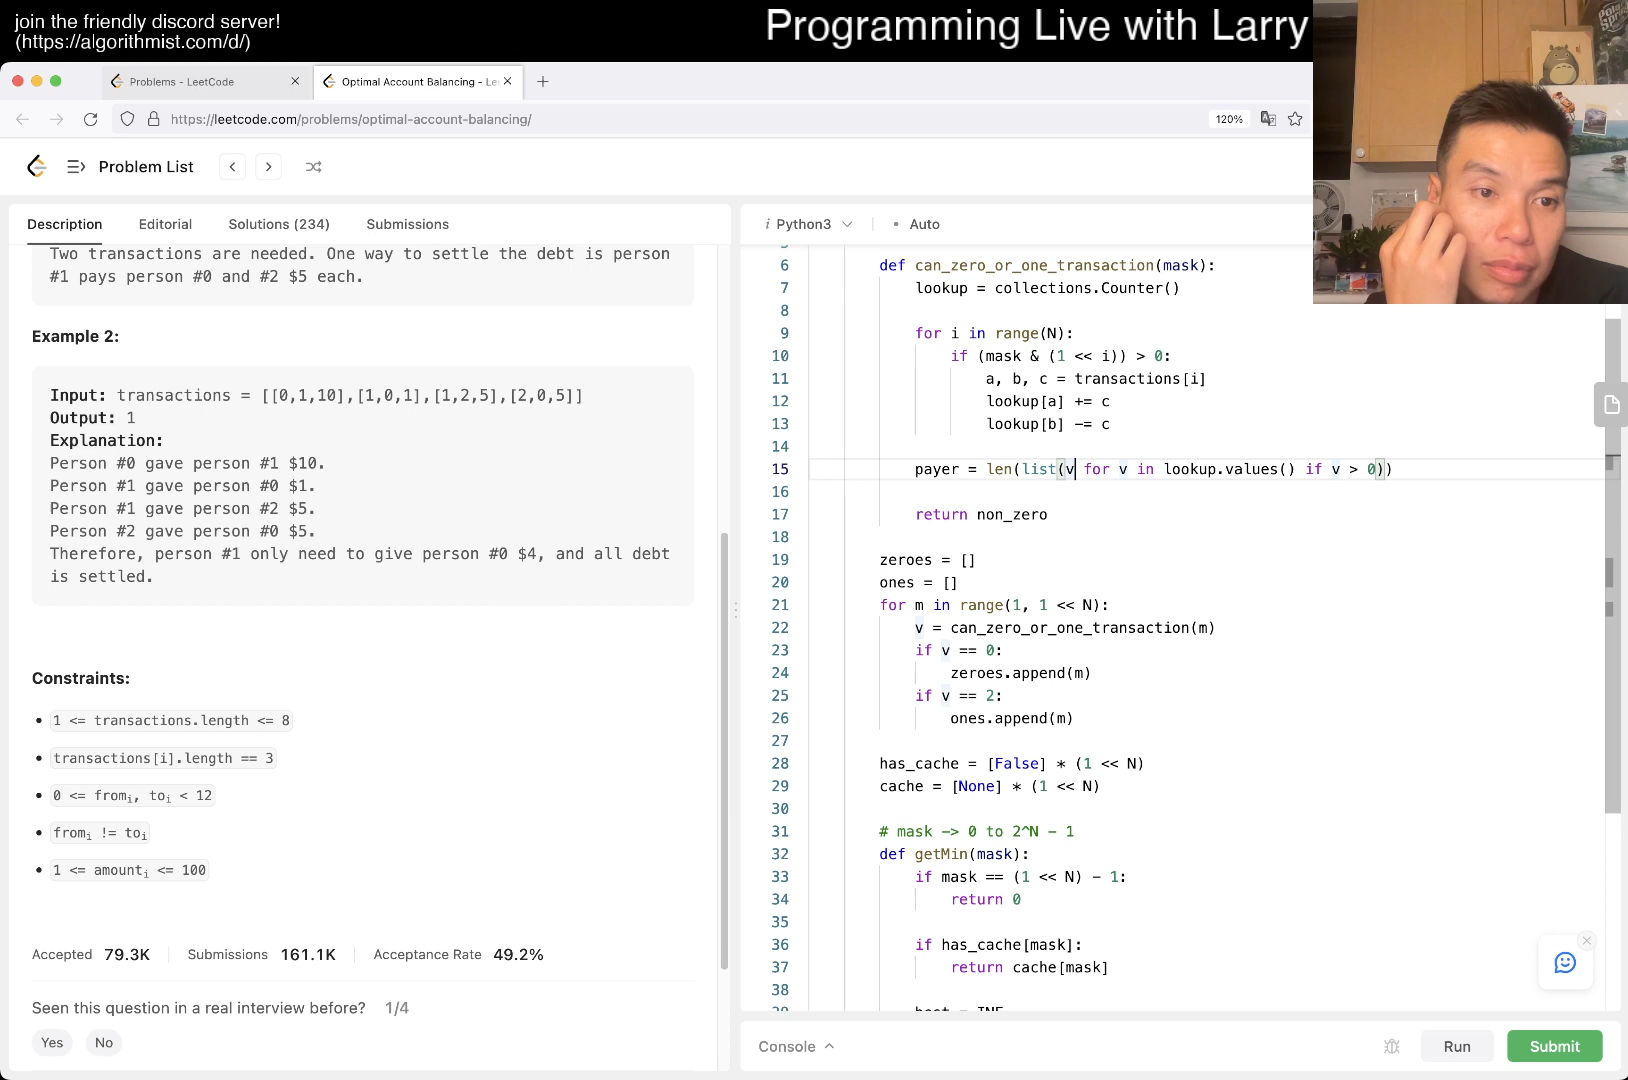 join the friendly discord server!
(https://algorithmist.com/d/)
Programming Live with Larry
Problems - LeetCode
Optimal Account Balancing - Le
https://leetcode.com/problems/optimal-account-balancing/
120%
Problem List
Description
Editorial
Solutions (234)
Submissions
Two transactions are needed. One way to settle the debt is person
#1 pays person #0 and #2 $5 each.
Example 2:
Input: transactions = [[0,1,10],[1,0,1],[1,2,5],[2,0,5]]
Output: 1
Explanation:
Person #0 gave person #1 $10.
Person #1 gave person #0 $1.
Person #1 gave person #2 $5.
Person #2 gave person #0 $5.
Therefore, person #1 only need to give person #0 $4, and all debt
is settled.
Constraints:
• 1 <= transactions.length <= 8
• transactions[i].length == 3
• 0 <= fromi, toi < 12
• fromi != toi
• 1 <= amounti <= 100
Accepted 79.3K Submissions 161.1K Acceptance Rate 49.2%
Seen this question in a real interview before? 1/4
Yes No
i Python3
• Auto
6 def can_zero_or_one_transaction(mask):
7 lookup = collections.Counter()
8
9 for i in range(N):
10 if (mask & (1 << i)) > 0:
11 a, b, c = transactions[i]
12 lookup[a] += c
13 lookup[b] -= c
14
15 payer = len(list(v for v in lookup.values() if v > 0))
16
17 return non_zero
18
19 zeroes = []
20 ones = []
21 for m in range(1, 1 << N):
22 v = can_zero_or_one_transaction(m)
23 if v == 0:
24 zeroes.append(m)
25 if v == 2:
26 ones.append(m)
27
28 has_cache = [False] * (1 << N)
29 cache = [None] * (1 << N)
30
31 # mask -> 0 to 2^N - 1
32 def getMin(mask):
33 if mask == (1 << N) - 1:
34 return 0
35
36 if has_cache[mask]:
37 return cache[mask]
38
Console
Run
Submit